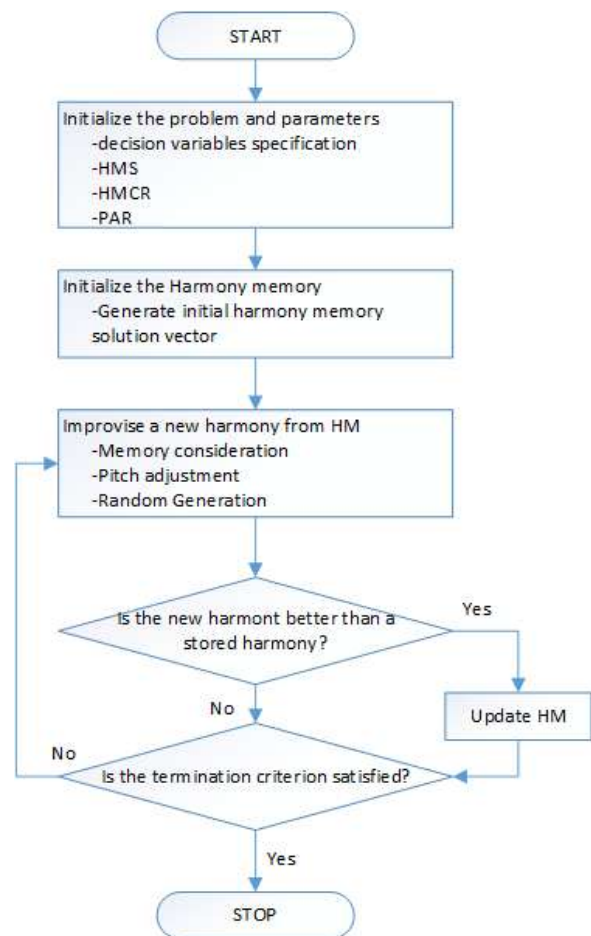 START
Initialize the problem and parameters
-decision variables specification
-HMS
-HMCR
-PAR
Initialize the Harmony memory
-Generate initial harmony memory
solution vector
Improvise a new harmony from HM
-Memory consideration
-Pitch adjustment
-Random Generation
Is the new harmont better than a
stored harmony?
Yes
Update HM
No
Is the termination criterion satisfied?
No
Yes
STOP